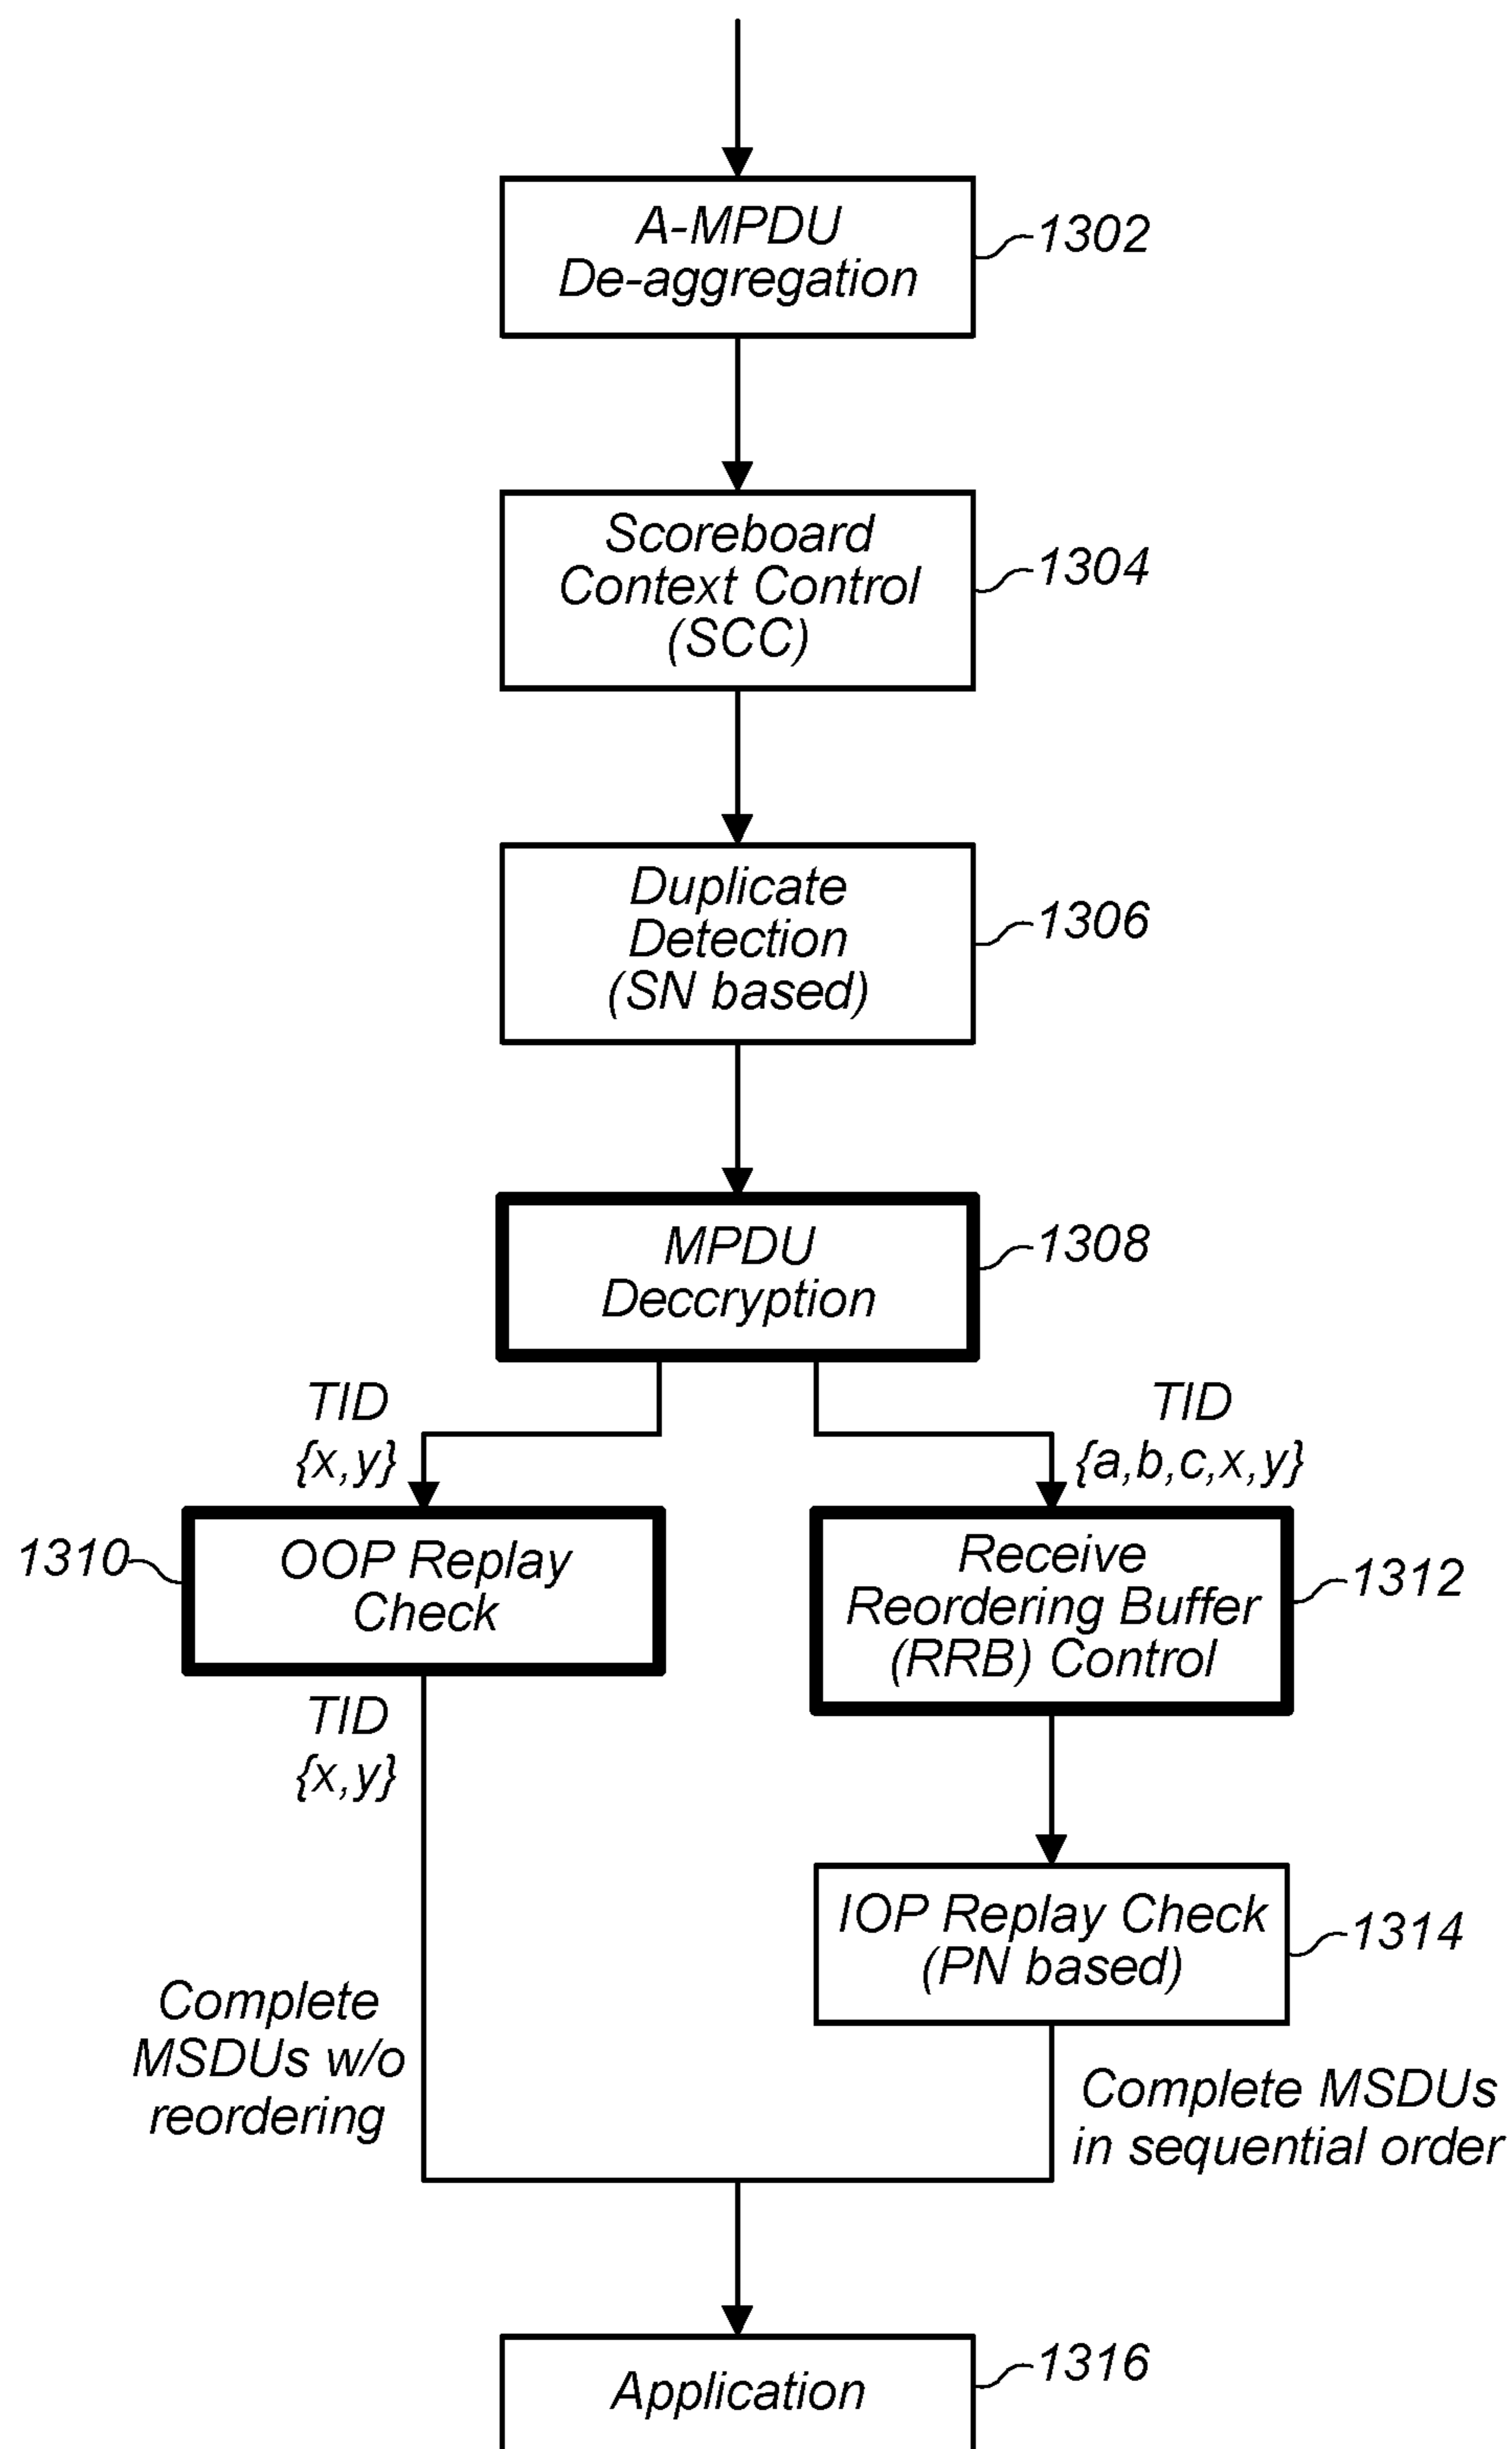 A-MPDU
De-aggregation
1302
Scoreboard
Context Control
(SCC)
1304
Duplicate
Detection
(SN based)
1306
MPDU
Deccryption
1308
TID
{x,y}
TID
{a,b,c,x,y}
1310
OOP Replay
Check
Receive
Reordering Buffer
(RRB) Control
1312
TID
{x,y}
IOP Replay Check
(PN based)
1314
Complete
MSDUs w/o
reordering
Complete MSDUs
in sequential order
Application
1316